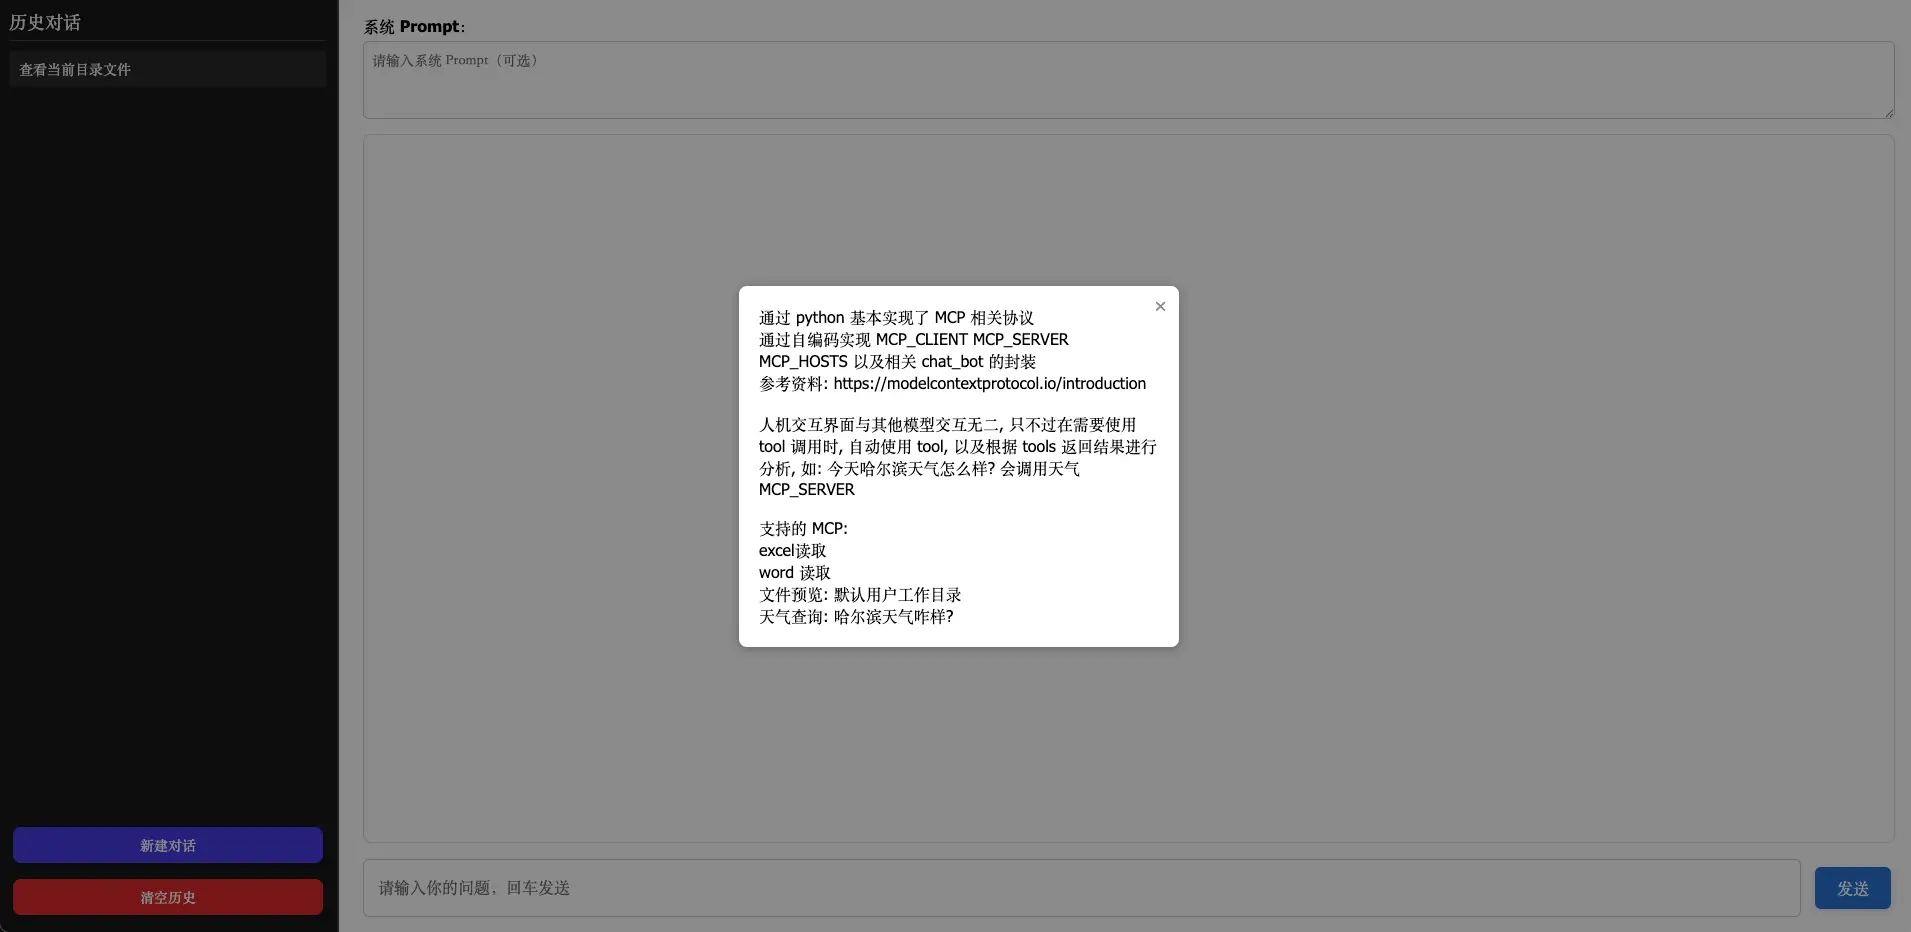 历史对话
查看当前目录文件
新建对话
清空历史
系统 Prompt:
请输入系统 Prompt（可选）
×
通过 python 基本实现了 MCP 相关协议
通过自编码实现 MCP_CLIENT MCP_SERVER
MCP_HOSTS 以及相关 chat_bot 的封装
参考资料: https://modelcontextprotocol.io/introduction
人机交互界面与其他模型交互无二, 只不过在需要使用
tool 调用时, 自动使用 tool, 以及根据 tools 返回结果进行
分析, 如: 今天哈尔滨天气怎么样? 会调用天气
MCP_SERVER
支持的 MCP:
excel读取
word 读取
文件预览: 默认用户工作目录
天气查询: 哈尔滨天气咋样?
请输入你的问题，回车发送
发送